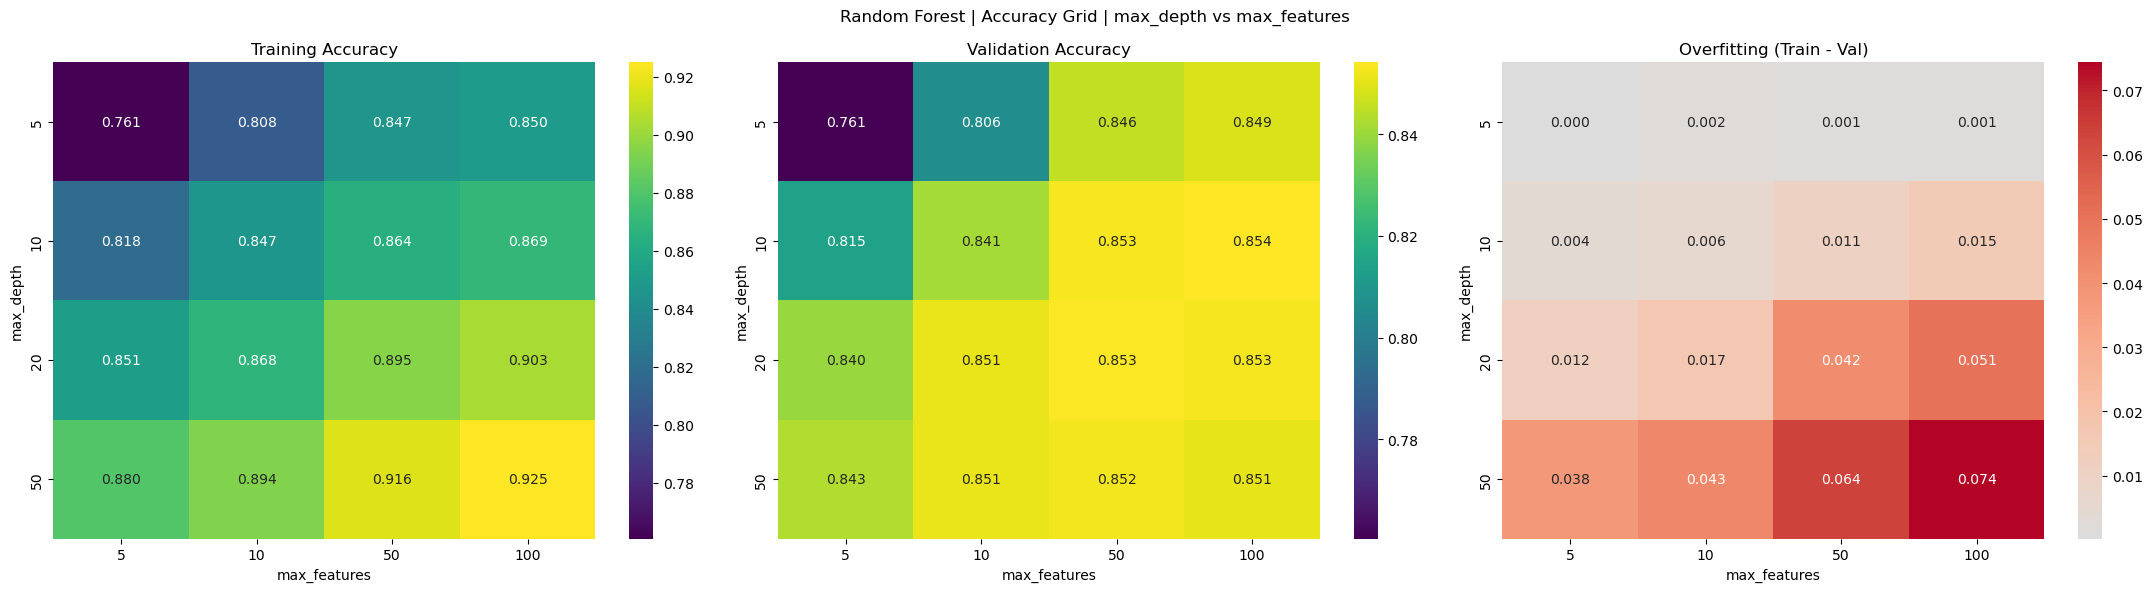 Random Forest | Accuracy Grid | max_depth vs max_features
Training Accuracy
max_depth
5
0.761 0.808 0.847 0.850
10
0.818 0.847 0.864 0.869
20
0.851 0.868 0.895 0.903
50
0.880 0.894 0.916 0.925
5 10 50 100
max_features
0.92
0.90
0.88
0.86
0.84
0.82
0.80
0.78
Validation Accuracy
max_depth
5
0.761 0.806 0.846 0.849
10
0.815 0.841 0.853 0.854
20
0.840 0.851 0.853 0.853
50
0.843 0.851 0.852 0.851
5 10 50 100
max_features
0.84
0.82
0.80
0.78
Overfitting (Train - Val)
max_depth
5
0.000 0.002 0.001 0.001
10
0.004 0.006 0.011 0.015
20
0.012 0.017 0.042 0.051
50
0.038 0.043 0.064 0.074
5 10 50 100
max_features
0.07
0.06
0.05
0.04
0.03
0.02
0.01